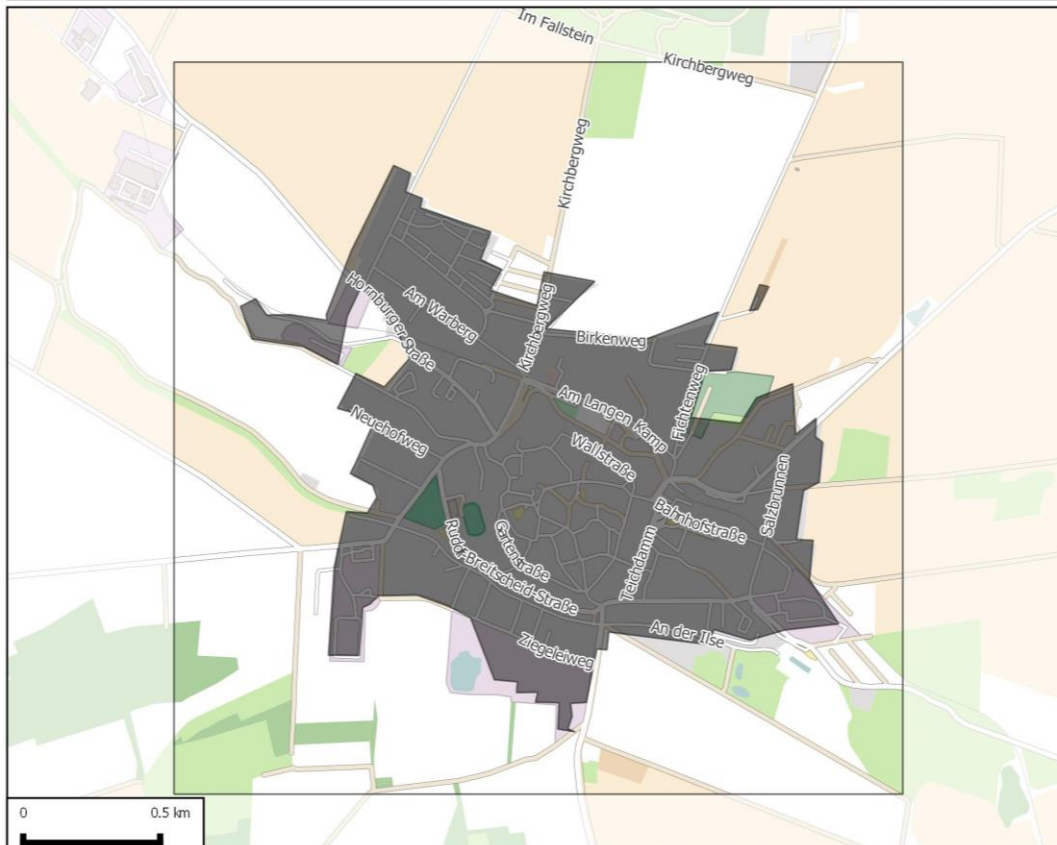 Im Fallstein
Kirchbergweg
Kirchbergweg
Hornburger Straße
Am Warberg
Kirchbergweg
Birkenweg
Am Langen Kamp
Fichtenweg
Neuehofweg
Wallstraße
Salzbrunnen
Bahnhofstraße
Gartenstraße
Rudolf-Breitscheid-Straße
Teichdamm
An der Ilse
Ziegeleiweg
0 0.5 km